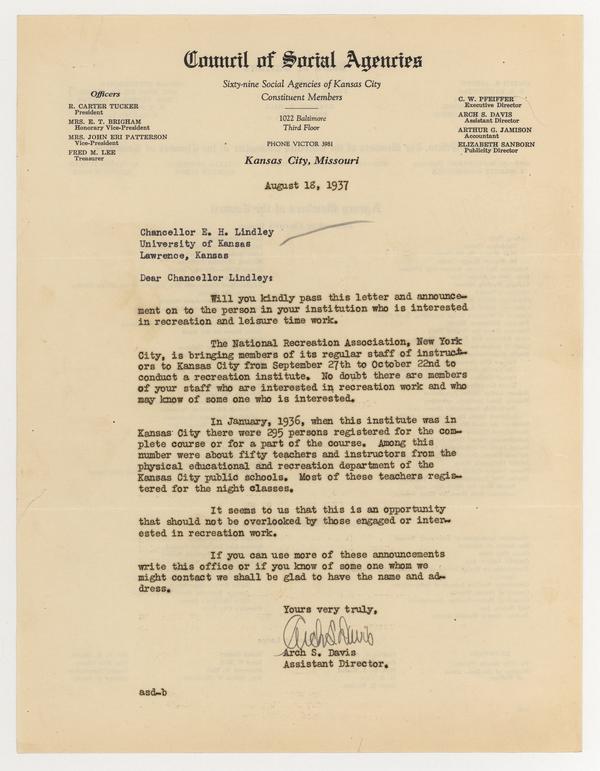 Council of Social Agencies
Sixty-nine Social Agencies of Kansas City
Constituent Members
1022 Baltimore
Third Floor
PHONE VICTOR 3981
Kansas City, Missouri
Officers
R. CARTER TUCKER
President
MRS. E. T. BRIGHAM
Honorary Vice-President
MRS. JOHN ERI PATTERSON
Vice-President
FRED M. LEE
Treasurer
C. W. PFEIFFER
Executive Director
ARCH S. DAVIS
Assistant Director
ARTHUR G. JAMISON
Accountant
ELIZABETH SANBORN
Publicity Director
August 18, 1937
Chancellor E. H. Lindley
University of Kansas
Lawrence, Kansas
Dear Chancellor Lindley:
Will you kindly pass this letter and announce-
ment on to the person in your institution who is interested
in recreation and leisure time work.
The National Recreation Association, New York
City, is bringing members of its regular staff of instruct-
ors to Kansas City from September 27th to October 22nd to
conduct a recreation institute. No doubt there are members
of your staff who are interested in recreation work and who
may know of some one who is interested.
In January, 1936, when this institute was in
Kansas City there were 295 persons registered for the com-
plete course or for a part of the course. Among this
number were about fifty teachers and instructors from the
physical educational and recreation department of the
Kansas City public schools. Most of these teachers regis-
tered for the night classes.
It seems to us that this is an opportunity
that should not be overlooked by those engaged or inter-
ested in recreation work.
If you can use more of these announcements
write this office or if you know of some one whom we
might contact we shall be glad to have the name and ad-
dress.
Yours very truly,
Arch S. Davis
Arch S. Davis
Assistant Director.
asd-b